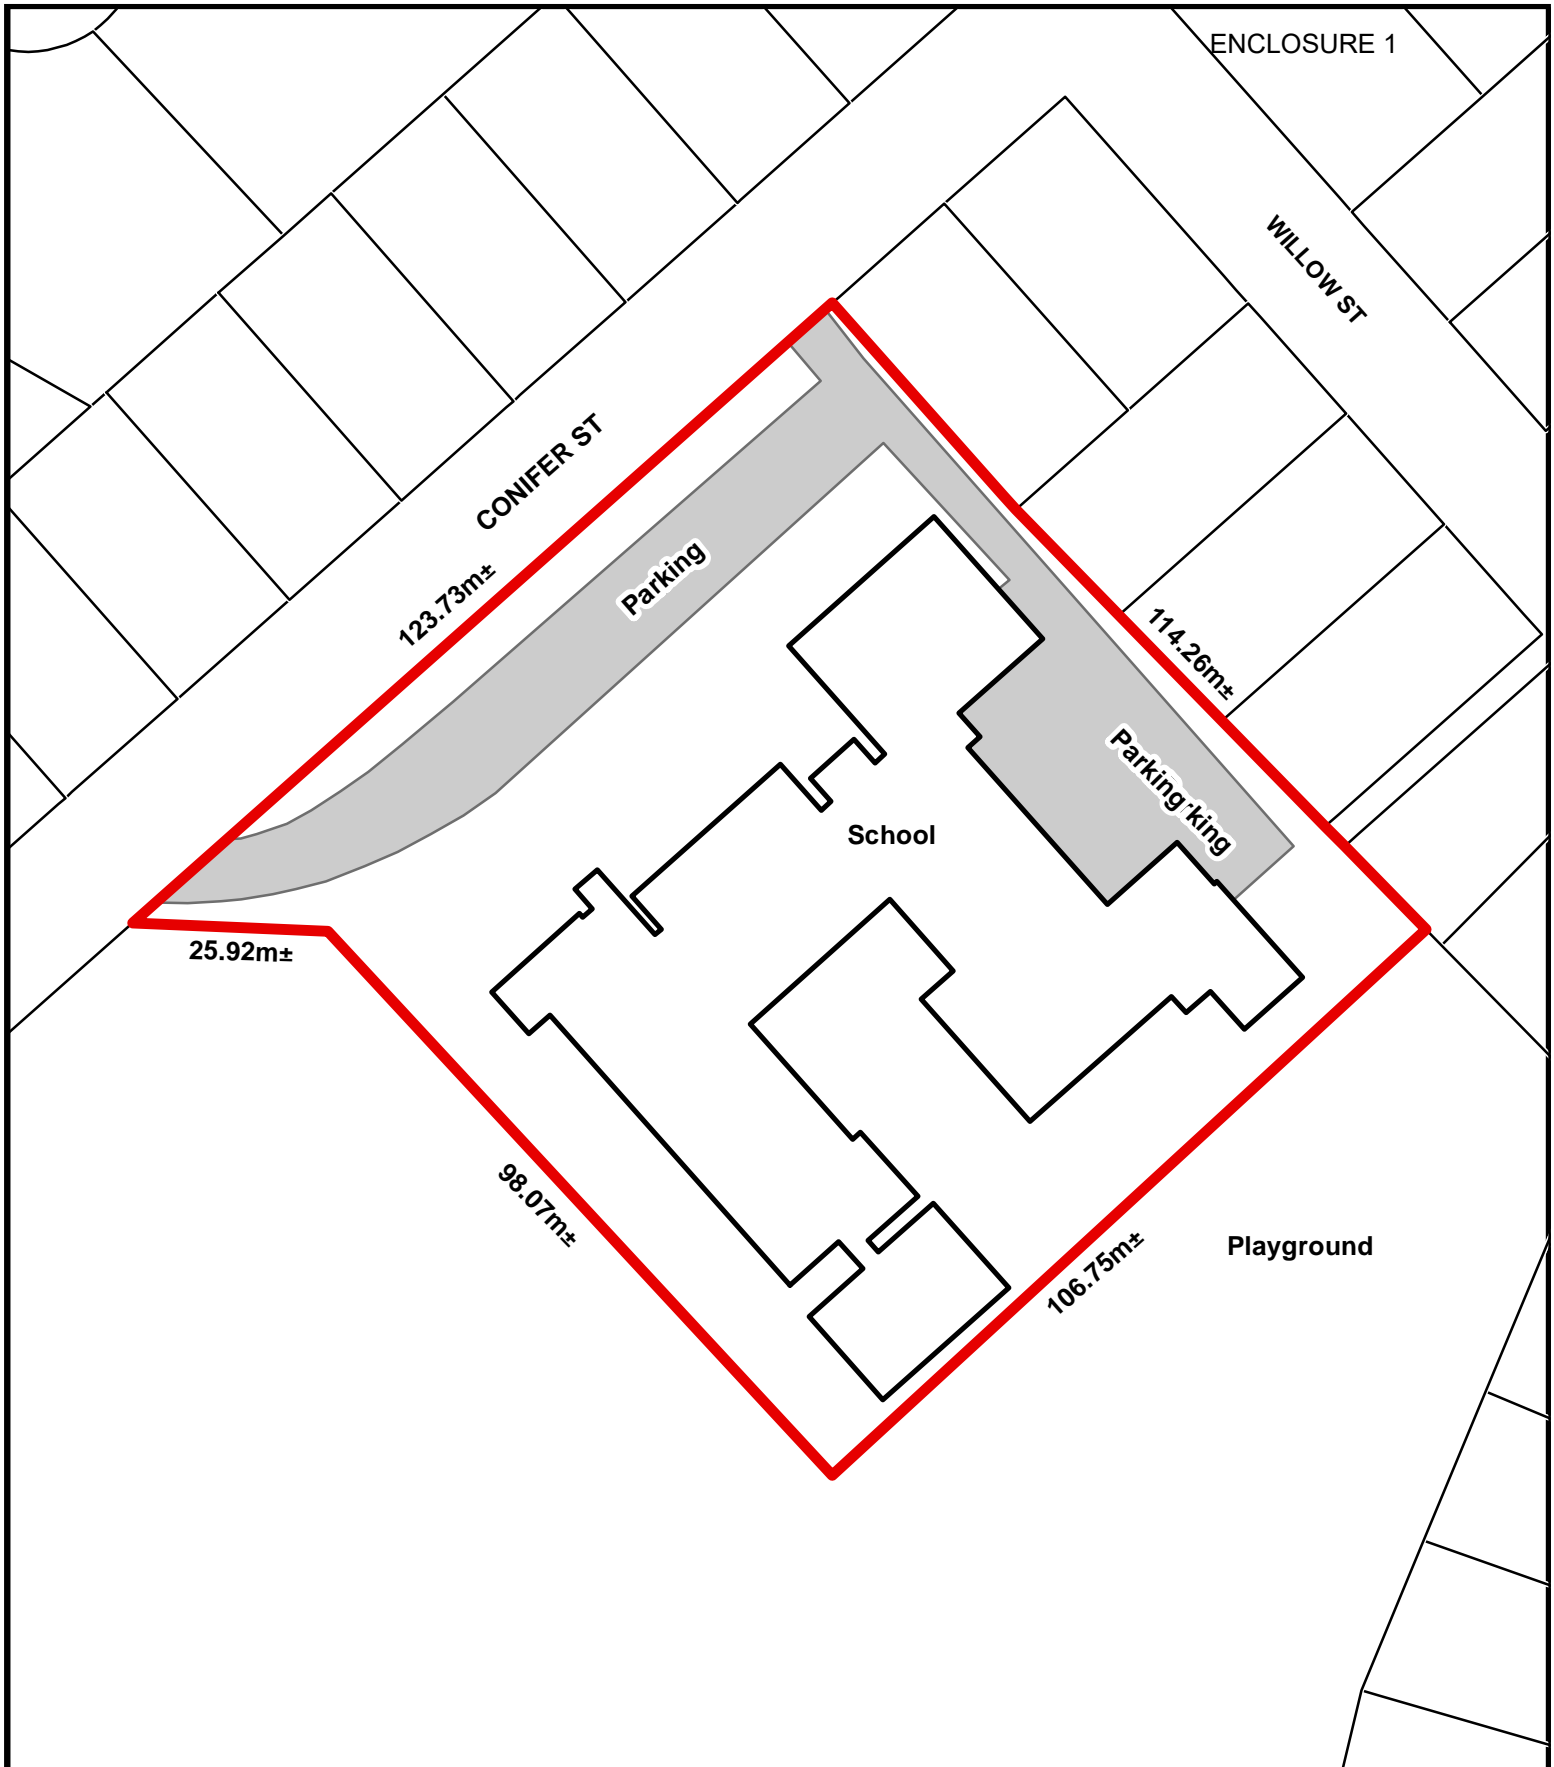 ENCLOSURE 1
WILLOW ST
CONIFER ST
Parking
123.73m±
114.26m±
Parking
rking
School
25.92m±
98.07m±
106.75m±
Playground